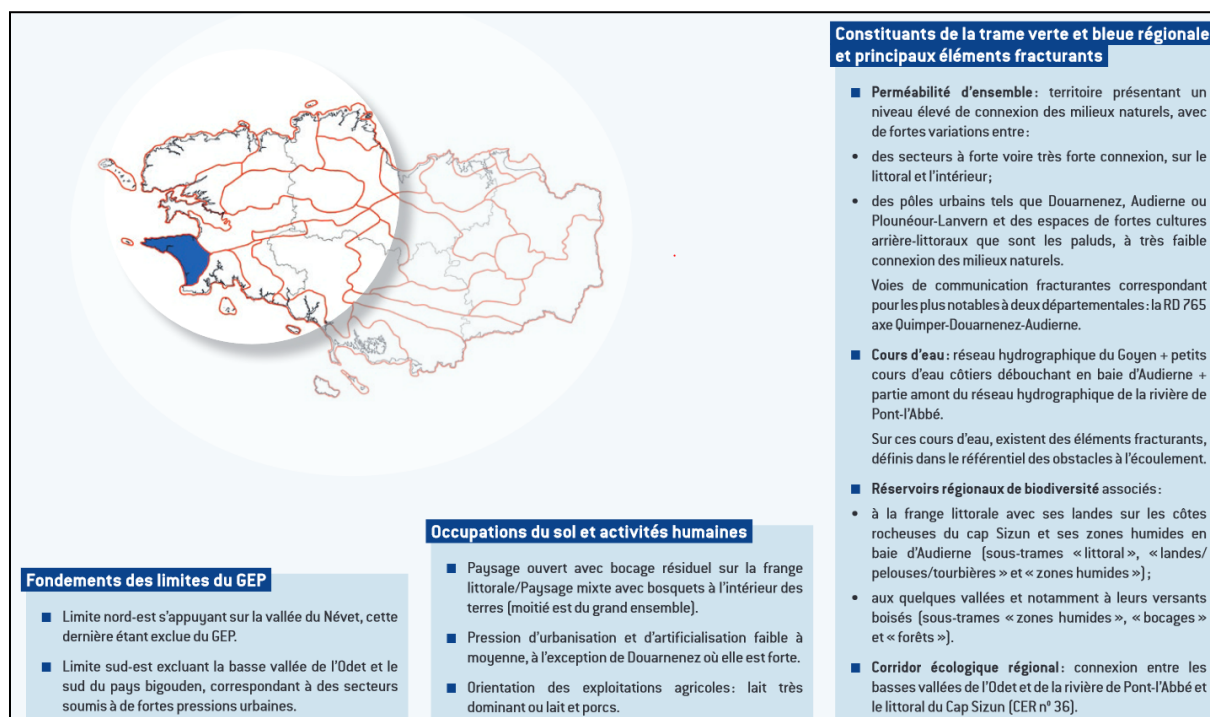 Fondements des limites du GEP
■ Limite nord-est s'appuyant sur la vallée du Névet, cette
dernière étant exclue du GEP.
■ Limite sud-est excluant la basse vallée de l'Odet et le
sud du pays bigouden, correspondant à des secteurs
soumis à de fortes pressions urbaines.
Occupations du sol et activités humaines
■ Paysage ouvert avec bocage résiduel sur la frange
littorale/Paysage mixte avec bosquets à l'intérieur des
terres (moitié est du grand ensemble).
■ Pression d'urbanisation et d'artificialisation faible à
moyenne, à l'exception de Douarnenez où elle est forte.
■ Orientation des exploitations agricoles: lait très
dominant ou lait et porcs.
Constituants de la trame verte et bleue régionale
et principaux éléments fracturants
■ Perméabilité d'ensemble: territoire présentant un
niveau élevé de connexion des milieux naturels, avec
de fortes variations entre:
• des secteurs à forte voire très forte connexion, sur le
littoral et l'intérieur;
• des pôles urbains tels que Douarnenez, Audierne ou
Plounéour-Lanvern et des espaces de fortes cultures
arrière-littoraux que sont les paluds, à très faible
connexion des milieux naturels.
Voies de communication fracturantes correspondant
pour les plus notables à deux départementales: la RD 765
axe Quimper-Douarnenez-Audierne.
■ Cours d'eau: réseau hydrographique du Goyen + petits
cours d'eau côtiers débouchant en baie d'Audierne +
partie amont du réseau hydrographique de la rivière de
Pont-l'Abbé.
Sur ces cours d'eau, existent des éléments fracturants,
définis dans le référentiel des obstacles à l'écoulement.
■ Réservoirs régionaux de biodiversité associés:
• à la frange littorale avec ses landes sur les côtes
rocheuses du cap Sizun et ses zones humides en
baie d'Audierne (sous-trames « littoral », « landes/
pelouses/tourbières » et « zones humides »);
• aux quelques vallées et notamment à leurs versants
boisés (sous-trames « zones humides », « bocages »
et « forêts »).
■ Corridor écologique régional: connexion entre les
basses vallées de l'Odet et de la rivière de Pont-l'Abbé et
le littoral du Cap Sizun (CER nº 36).